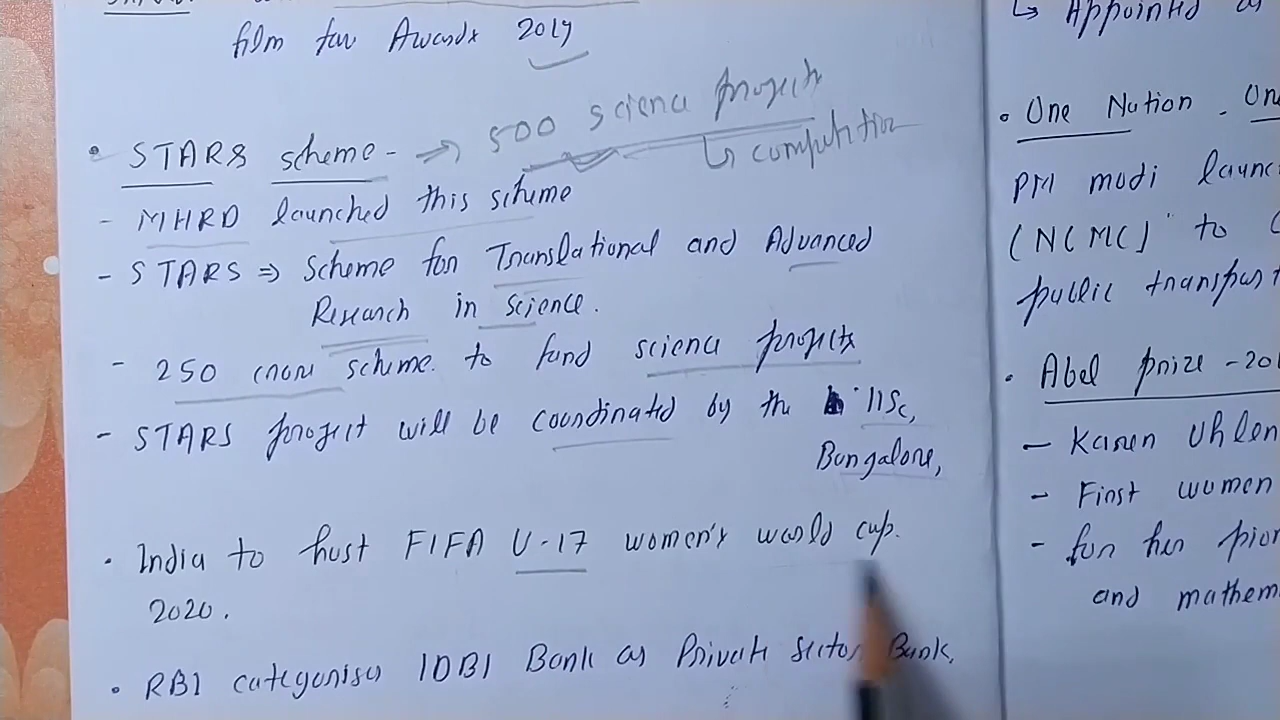 film for Awards 2019
• STARS scheme - → 500 science projects
↳ competition
- MHRD launched this scheme
- STARS ⇒ Scheme for Translational and Advanced
Research in science.
- 250 crore scheme. to fund science projects
- STARS project will be coordinated by the IISc,
Bangalore,
• India to host FIFA U-17 women's world cup.
2020.
• RBI categorises IDBI Bank as Private sector Bank.
↳ Appointed as
• One Nation - On
PM modi launc
(NCMC) to
public transport
• Abel prize - 20
- Karen Uhlen
- First women
- for her pion
and mathem